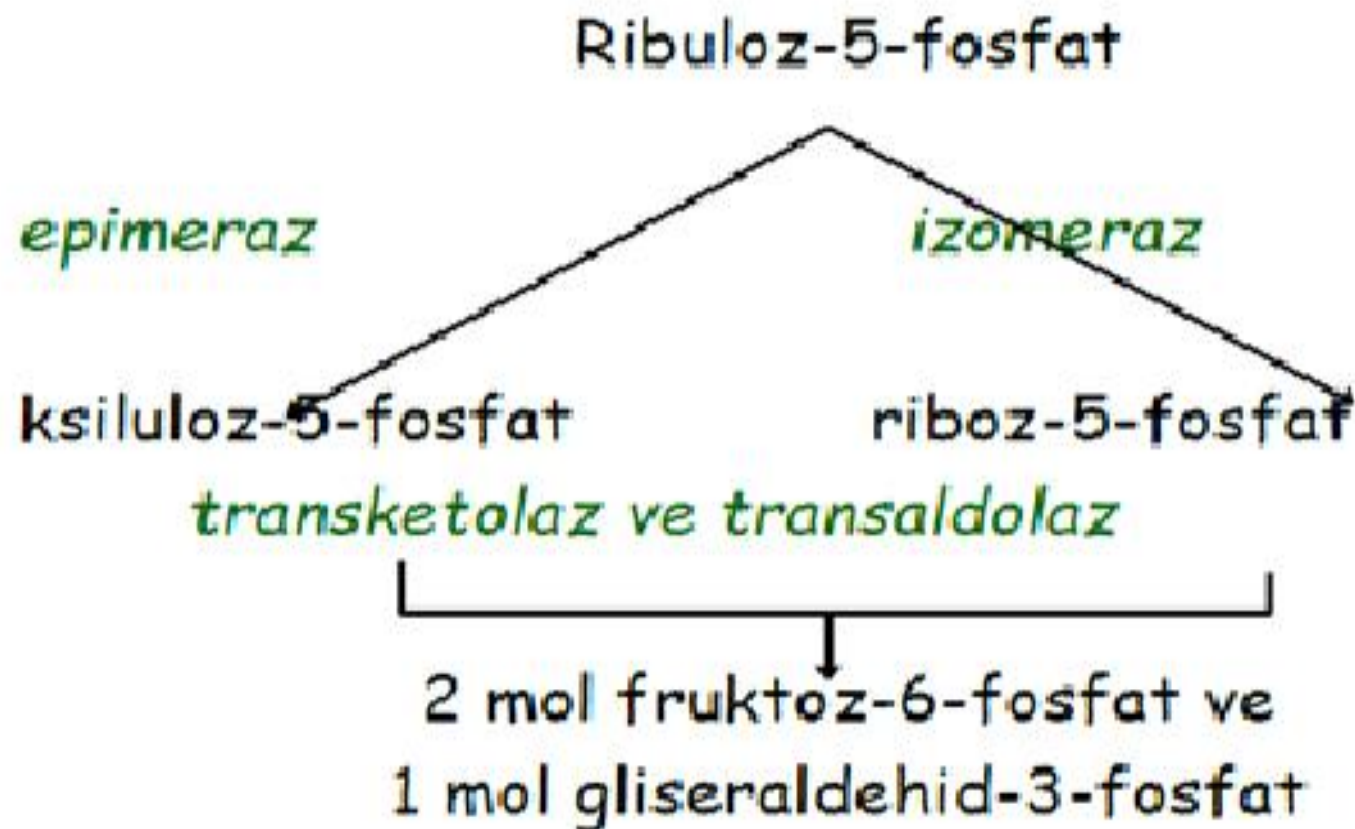 Ribuloz-5-fosfat
epimeraz izomeraz
ksiluloz-5-fosfat riboz-5-fosfat
transketolaz ve transaldolaz
2 mol fruktoz-6-fosfat ve
1 mol gliseraldehid-3-fosfat